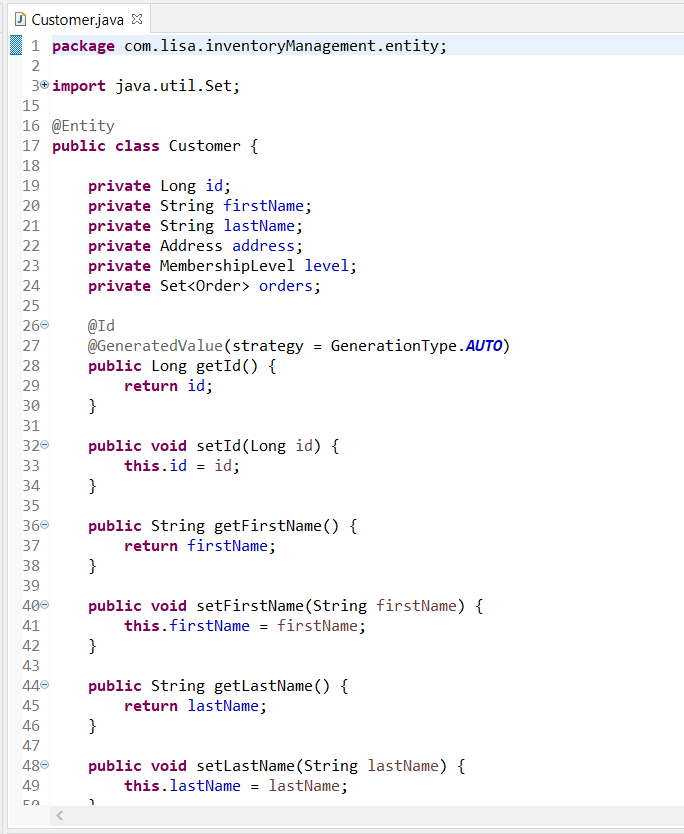 Customer.java
1 package com.lisa.inventoryManagement.entity;
2
3 import java.util.Set;
15
16 @Entity
17 public class Customer {
18
19     private Long id;
20     private String firstName;
21     private String lastName;
22     private Address address;
23     private MembershipLevel level;
24     private Set<Order> orders;
25
26     @Id
27     @GeneratedValue(strategy = GenerationType.AUTO)
28     public Long getId() {
29         return id;
30     }
31
32     public void setId(Long id) {
33         this.id = id;
34     }
35
36     public String getFirstName() {
37         return firstName;
38     }
39
40     public void setFirstName(String firstName) {
41         this.firstName = firstName;
42     }
43
44     public String getLastName() {
45         return lastName;
46     }
47
48     public void setLastName(String lastName) {
49         this.lastName = lastName;
50     }